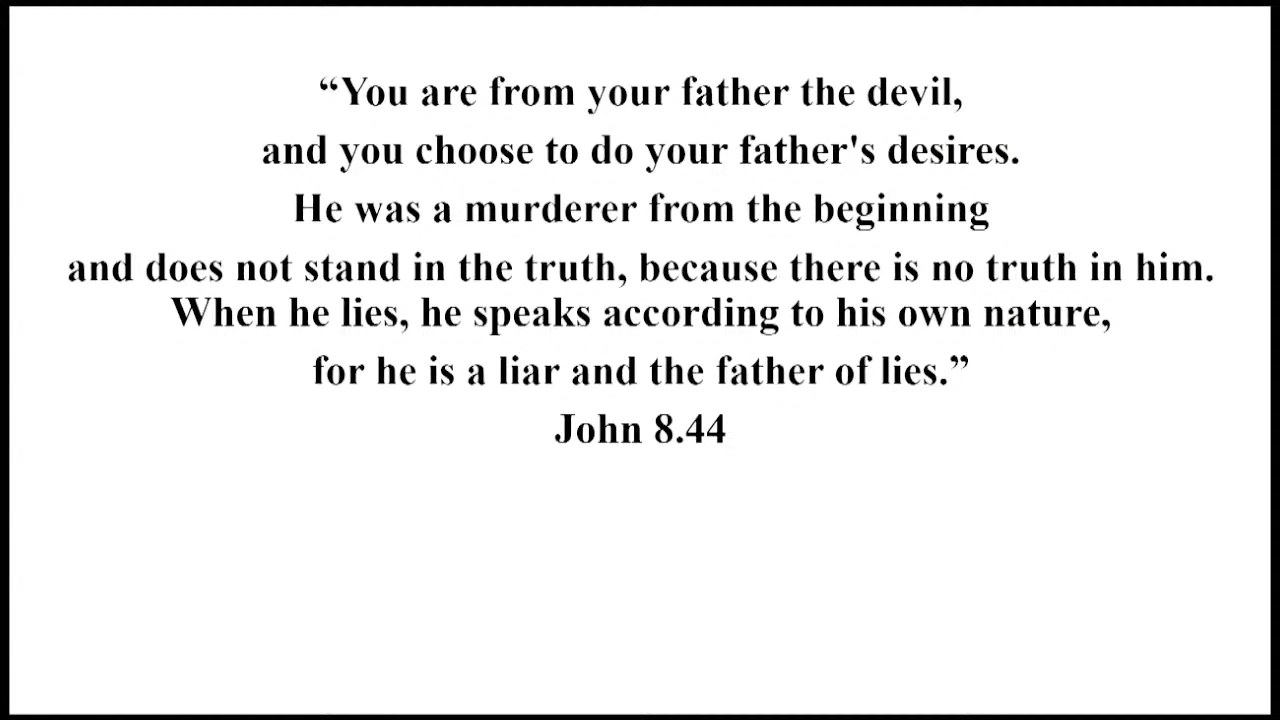 “You are from your father the devil,
and you choose to do your father's desires.
He was a murderer from the beginning
and does not stand in the truth, because there is no truth in him.
When he lies, he speaks according to his own nature,
for he is a liar and the father of lies.”
John 8.44